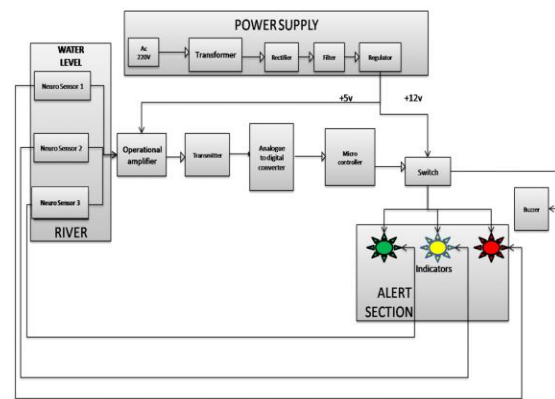 POWER SUPPLY
Ac
220V
Transformer
Rectifier
Filter
Regulator
WATER
LEVEL
Neuro Sensor 1
Neuro Sensor 2
Neuro Sensor 3
RIVER
+5v
+12v
Operational
amplifier
Transmitter
Analogue
to digital
converter
Micro
controller
Switch
Buzzer
Indicators
ALERT
SECTION